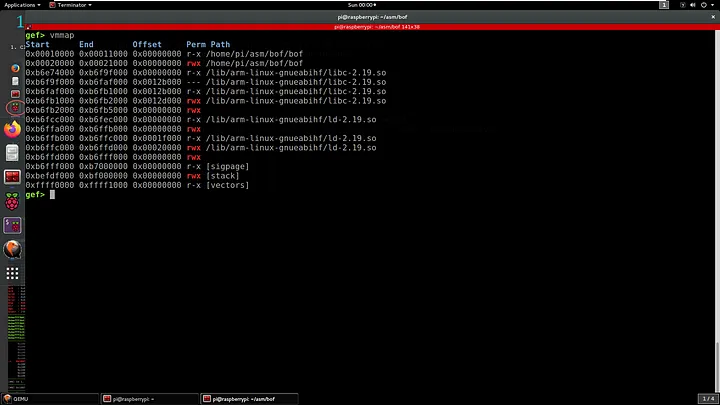 Applications ▾ Terminator ▾ Sun 00:00 1
pi@raspberrypi: ~/asm/bof
pi@raspberrypi: ~/asm/bof 141x38
1
gef> vmmap
Start End Offset Perm Path
0x00010000 0x00011000 0x00000000 r-x /home/pi/asm/bof/bof
0x00020000 0x00021000 0x00000000 rwx /home/pi/asm/bof/bof
0xb6e74000 0xb6f9f000 0x00000000 r-x /lib/arm-linux-gnueabihf/libc-2.19.so
0xb6f9f000 0xb6faf000 0x0012b000 --- /lib/arm-linux-gnueabihf/libc-2.19.so
0xb6faf000 0xb6fb1000 0x0012b000 r-x /lib/arm-linux-gnueabihf/libc-2.19.so
0xb6fb1000 0xb6fb2000 0x0012d000 rwx /lib/arm-linux-gnueabihf/libc-2.19.so
0xb6fb2000 0xb6fb5000 0x00000000 rwx
0xb6fcc000 0xb6fec000 0x00000000 r-x /lib/arm-linux-gnueabihf/ld-2.19.so
0xb6ffa000 0xb6ffb000 0x00000000 rwx
0xb6ffb000 0xb6ffc000 0x0001f000 r-x /lib/arm-linux-gnueabihf/ld-2.19.so
0xb6ffc000 0xb6ffd000 0x00020000 rwx /lib/arm-linux-gnueabihf/ld-2.19.so
0xb6ffd000 0xb6fff000 0x00000000 rwx
0xb6fff000 0xb7000000 0x00000000 r-x [sigpage]
0xbefdf000 0xbf000000 0x00000000 rwx [stack]
0xffff0000 0xffff1000 0x00000000 r-x [vectors]
gef>
QEMU pi@raspberrypi: ~ pi@raspberrypi: ~/asm/bof 1 / 4